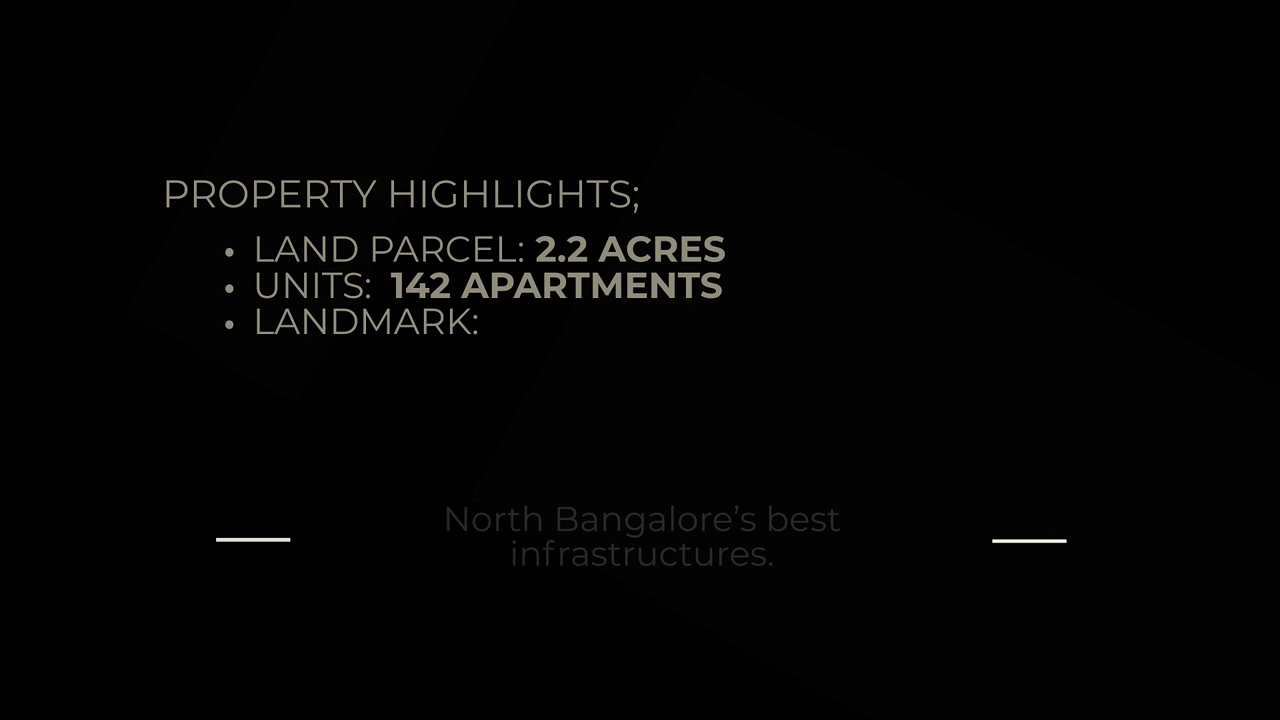 PROPERTY HIGHLIGHTS;
• LAND PARCEL: 2.2 ACRES
• UNITS: 142 APARTMENTS
• LANDMARK:
North Bangalore’s best
infrastructures.